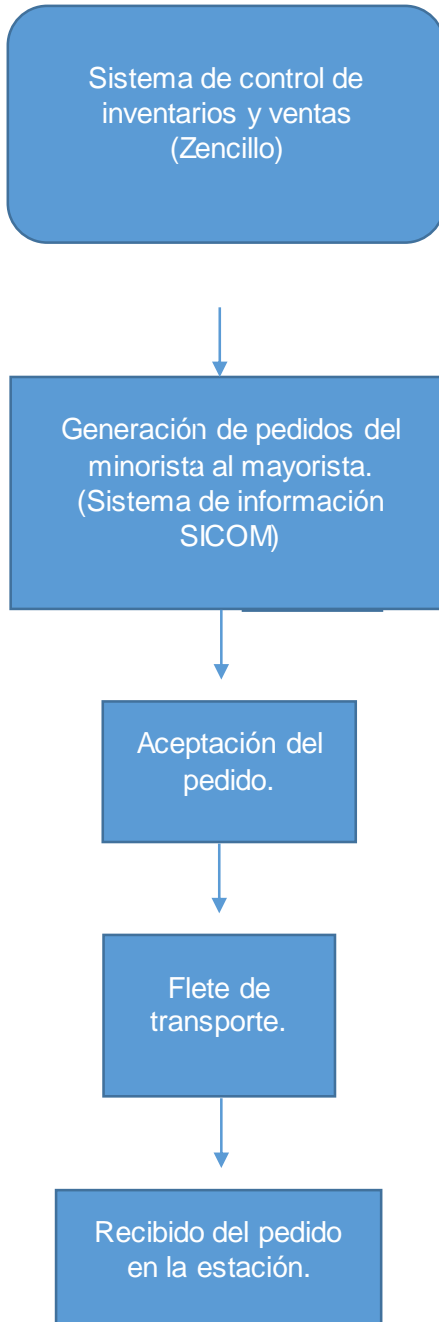 Sistema de control de
inventarios y ventas
(Zencillo)
Generación de pedidos del
minorista al mayorista.
(Sistema de información
SICOM)
Aceptación del
pedido.
Flete de
transporte.
Recibido del pedido
en la estación.